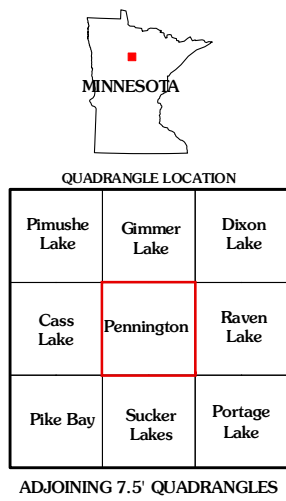 MINNESOTA
QUADRANGLE LOCATION
Pimushe Lake
Gimmer Lake
Dixon Lake
Cass Lake
Pennington
Raven Lake
Pike Bay
Sucker Lakes
Portage Lake
ADJOINING 7.5' QUADRANGLES